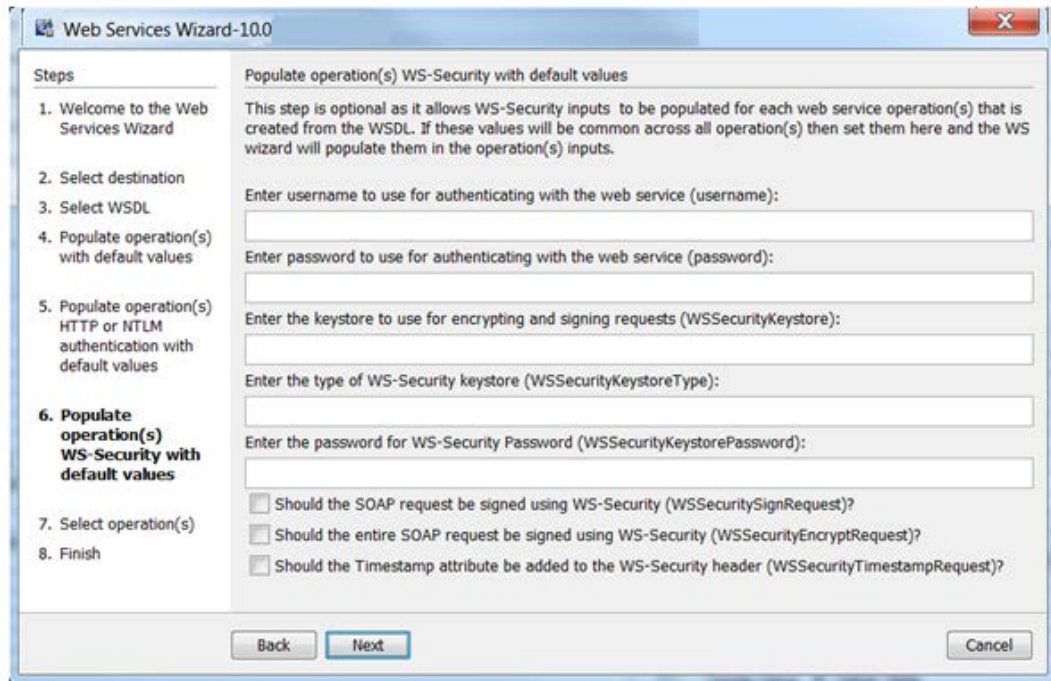 Web Services Wizard-10.0
Steps
1. Welcome to the Web
Services Wizard
2. Select destination
3. Select WSDL
4. Populate operation(s)
with default values
5. Populate operation(s)
HTTP or NTLM
authentication with
default values
6. Populate
operation(s)
WS-Security with
default values
7. Select operation(s)
8. Finish
Populate operation(s) WS-Security with default values
This step is optional as it allows WS-Security inputs to be populated for each web service operation(s) that is
created from the WSDL. If these values will be common across all operation(s) then set them here and the WS
wizard will populate them in the operation(s) inputs.
Enter username to use for authenticating with the web service (username):
Enter password to use for authenticating with the web service (password):
Enter the keystore to use for encrypting and signing requests (WSSecurityKeystore):
Enter the type of WS-Security keystore (WSSecurityKeystoreType):
Enter the password for WS-Security Password (WSSecurityKeystorePassword):
Should the SOAP request be signed using WS-Security (WSSecuritySignRequest)?
Should the entire SOAP request be signed using WS-Security (WSSecurityEncryptRequest)?
Should the Timestamp attribute be added to the WS-Security header (WSSecurityTimestampRequest)?
Back
Next
Cancel